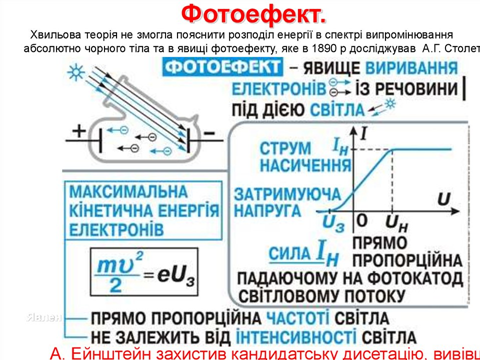 Фотоефект.
Хвильова теорія не змогла пояснити розподіл енергії в спектрі випромінювання
абсолютно чорного тіла та в явищі фотоефекту, яке в 1890 р досліджував А.Г. Столет
ФОТОЕФЕКТ – ЯВИЩЕ ВИРИВАННЯ
ЕЛЕКТРОНІВ ІЗ РЕЧОВИНИ
ПІД ДІЄЮ СВІТЛА
+ –
I
СТРУМ Iн
НАСИЧЕННЯ
ЗАТРИМУЮЧА
НАПРУГА
U
Uз 0 Uн
МАКСИМАЛЬНА
КІНЕТИЧНА ЕНЕРГІЯ
ЕЛЕКТРОНІВ
mυ²/2 = eUз
СИЛА Iн ПРЯМО
ПРОПОРЦІЙНА
ПАДАЮЧОМУ НА ФОТОКАТОД
СВІТЛОВОМУ ПОТОКУ
ПРЯМО ПРОПОРЦІЙНА ЧАСТОТІ СВІТЛА
НЕ ЗАЛЕЖИТЬ ВІД ІНТЕНСИВНОСТІ СВІТЛА
А. Ейнштейн захистив кандидатську дисетацію, вивівш